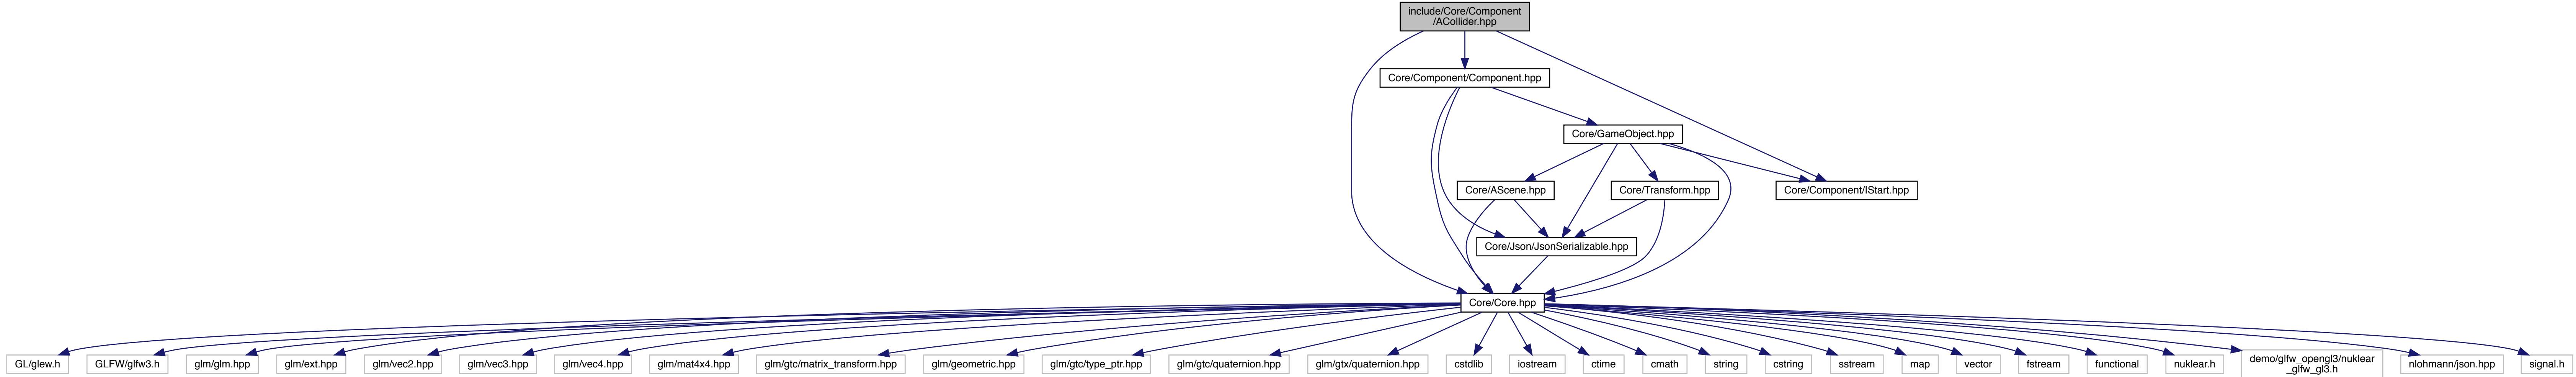 include/Core/Component
/ACollider.hpp
Core/Component/Component.hpp
Core/GameObject.hpp
Core/AScene.hpp
Core/Transform.hpp
Core/Component/IStart.hpp
Core/Json/JsonSerializable.hpp
Core/Core.hpp
GL/glew.h
GLFW/glfw3.h
glm/glm.hpp
glm/ext.hpp
glm/vec2.hpp
glm/vec3.hpp
glm/vec4.hpp
glm/mat4x4.hpp
glm/gtc/matrix_transform.hpp
glm/geometric.hpp
glm/gtc/type_ptr.hpp
glm/gtc/quaternion.hpp
glm/gtx/quaternion.hpp
cstdlib
iostream
ctime
cmath
string
cstring
sstream
map
vector
fstream
functional
nuklear.h
demo/glfw_opengl3/nuklear
_glfw_gl3.h
nlohmann/json.hpp
signal.h